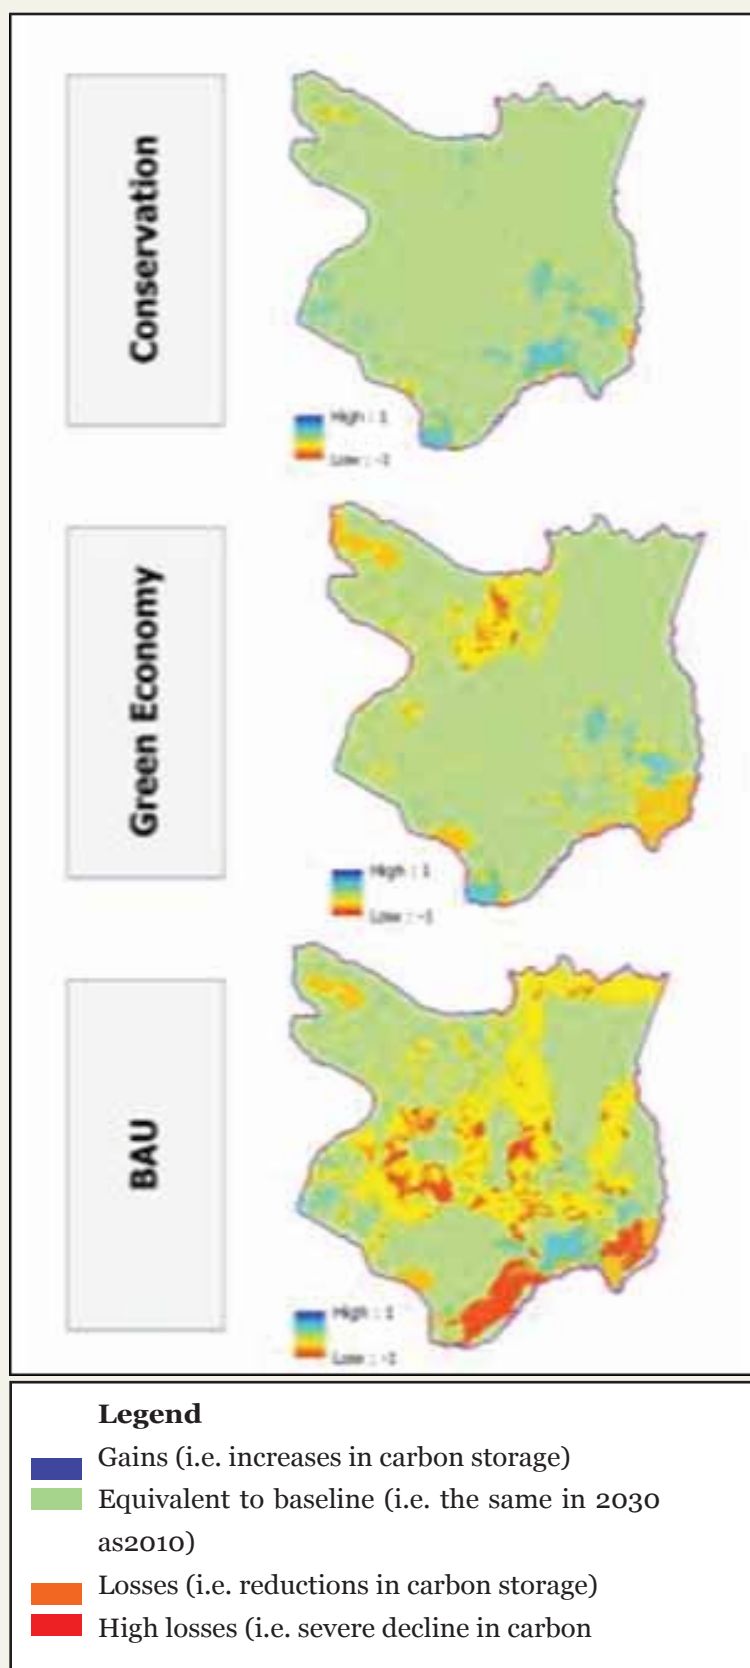 Conservation
High : 1
Low : -1
Green Economy
High : 1
Low : -1
BAU
High : 1
Low : -1
Legend
Gains (i.e. increases in carbon storage)
Equivalent to baseline (i.e. the same in 2030
as2010)
Losses (i.e. reductions in carbon storage)
High losses (i.e. severe decline in carbon